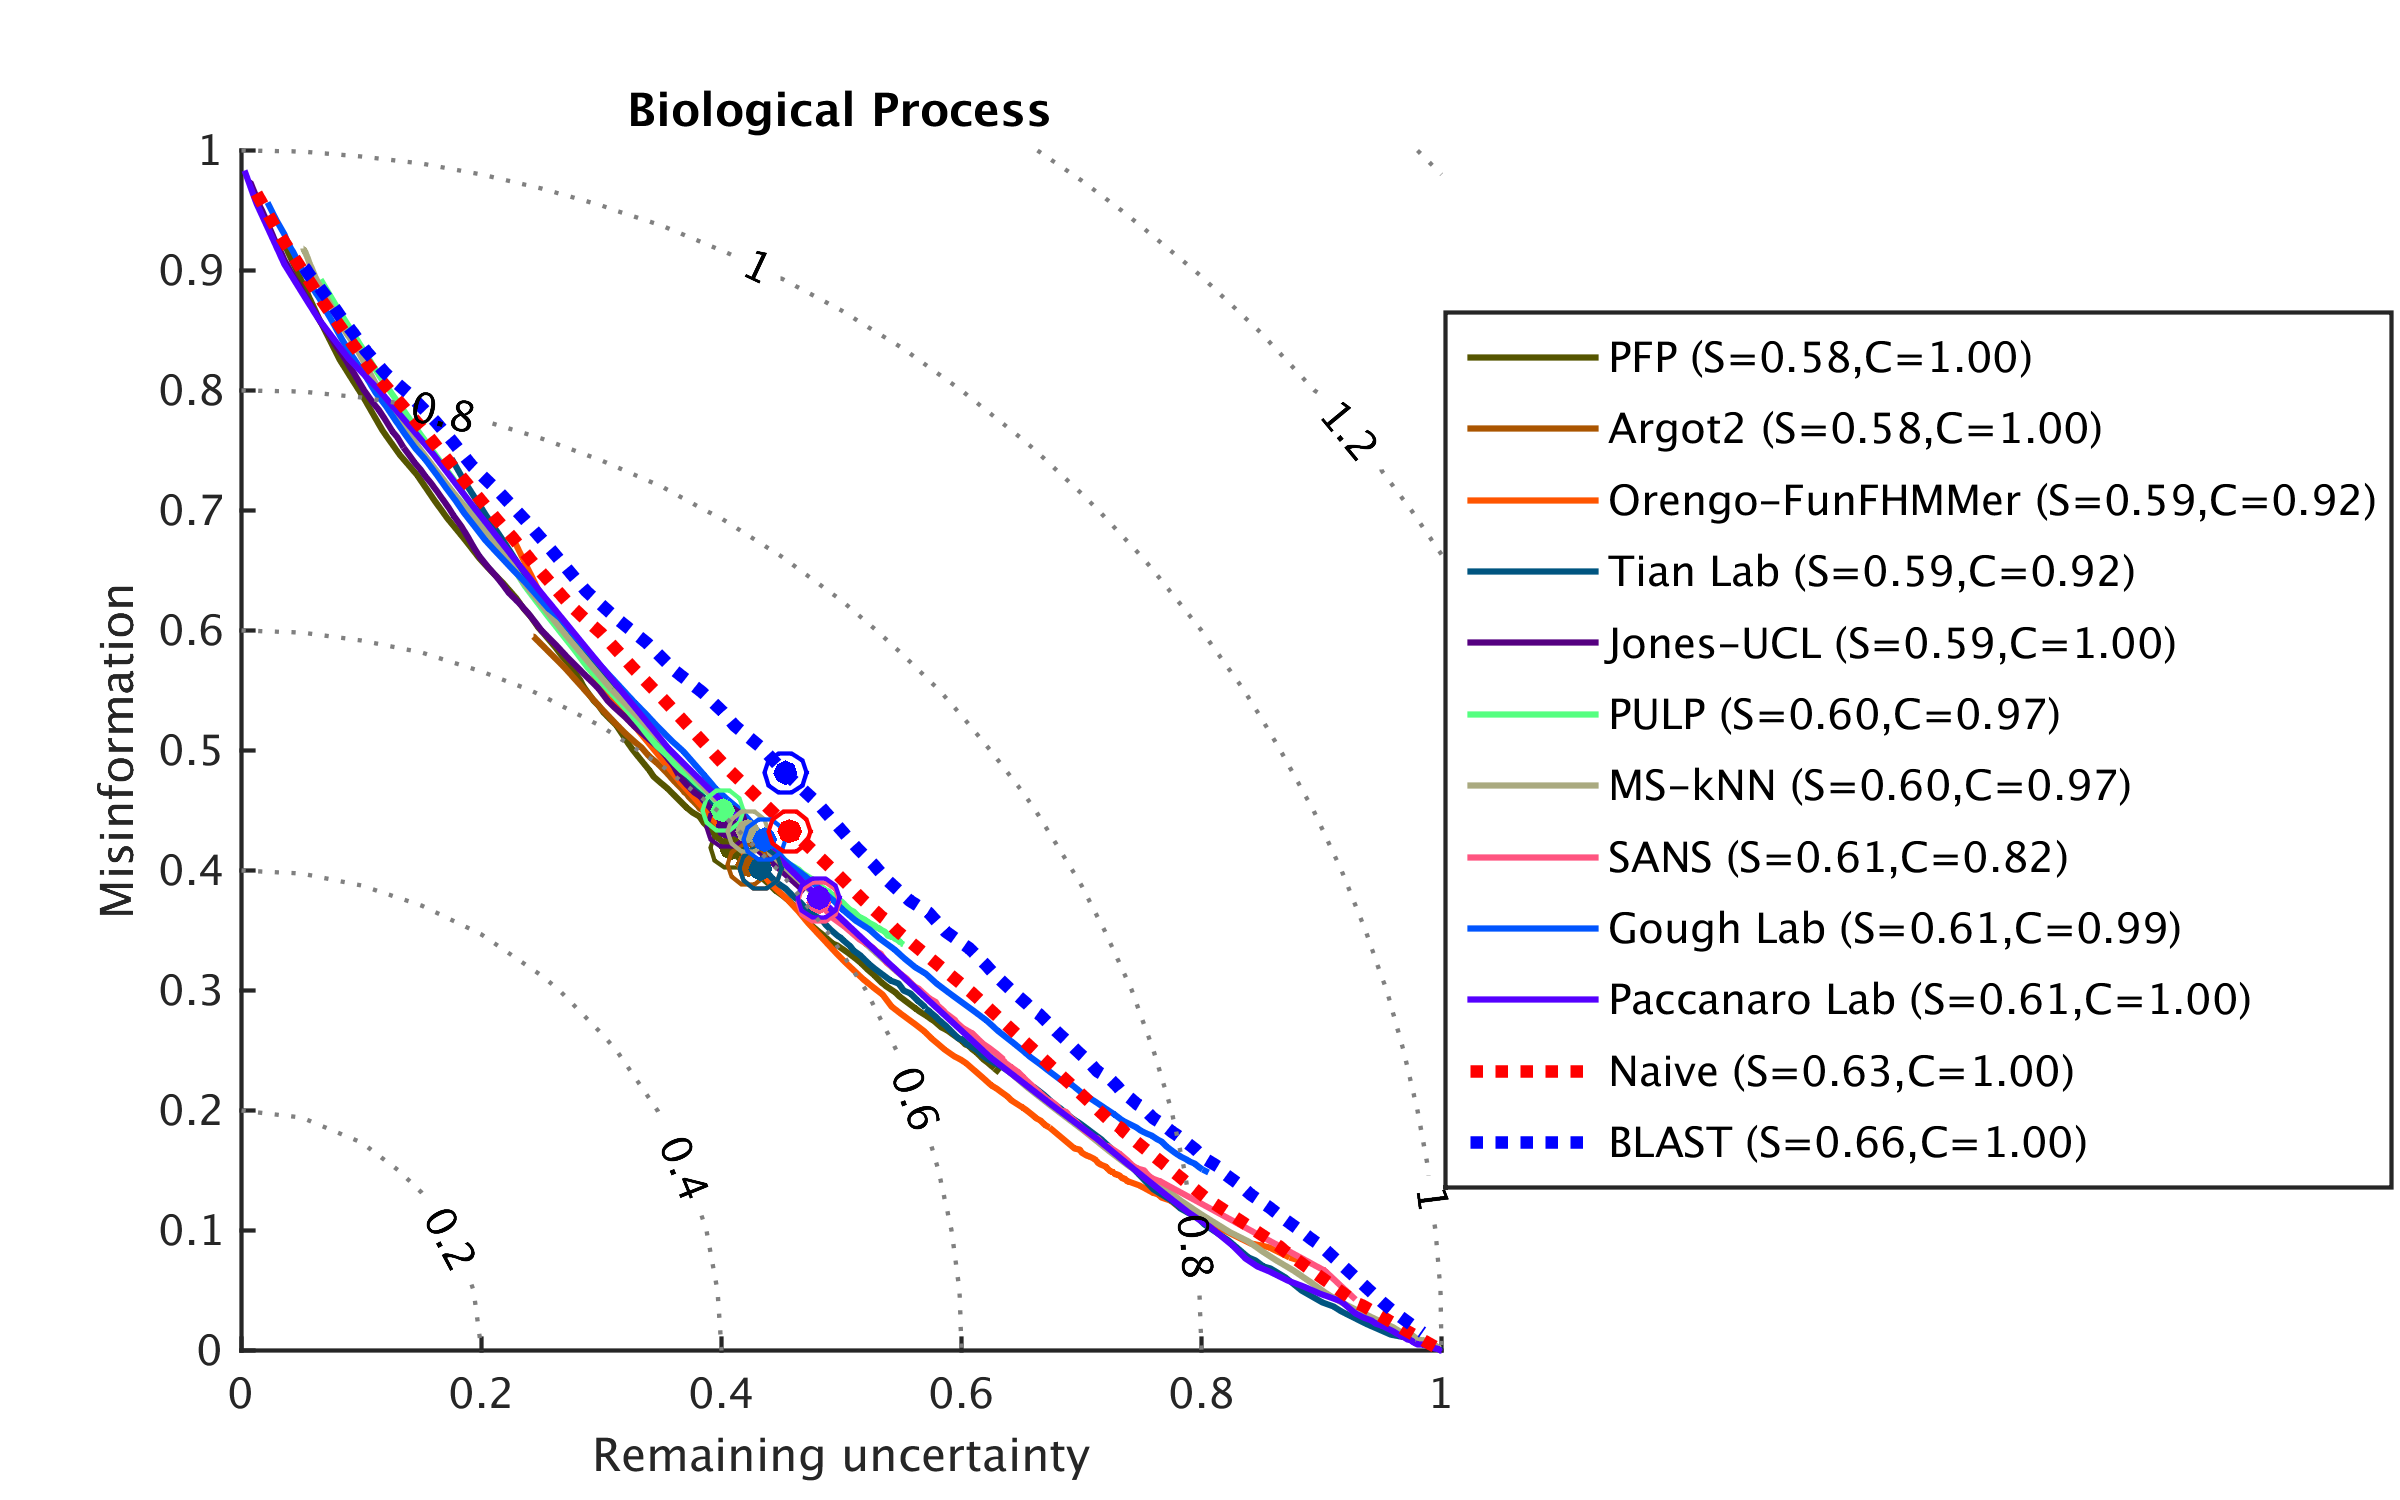 Biological Process
Misinformation
1
0.9
0.8
0.7
0.6
0.5
0.4
0.3
0.2
0.1
0
0
0.2
0.4
0.6
0.8
1
Remaining uncertainty
1
1.2
0.8
0.6
0.4
0.2
0.8
1
PFP (S=0.58,C=1.00)
Argot2 (S=0.58,C=1.00)
Orengo-FunFHMMer (S=0.59,C=0.92)
Tian Lab (S=0.59,C=0.92)
Jones-UCL (S=0.59,C=1.00)
PULP (S=0.60,C=0.97)
MS-kNN (S=0.60,C=0.97)
SANS (S=0.61,C=0.82)
Gough Lab (S=0.61,C=0.99)
Paccanaro Lab (S=0.61,C=1.00)
Naive (S=0.63,C=1.00)
BLAST (S=0.66,C=1.00)